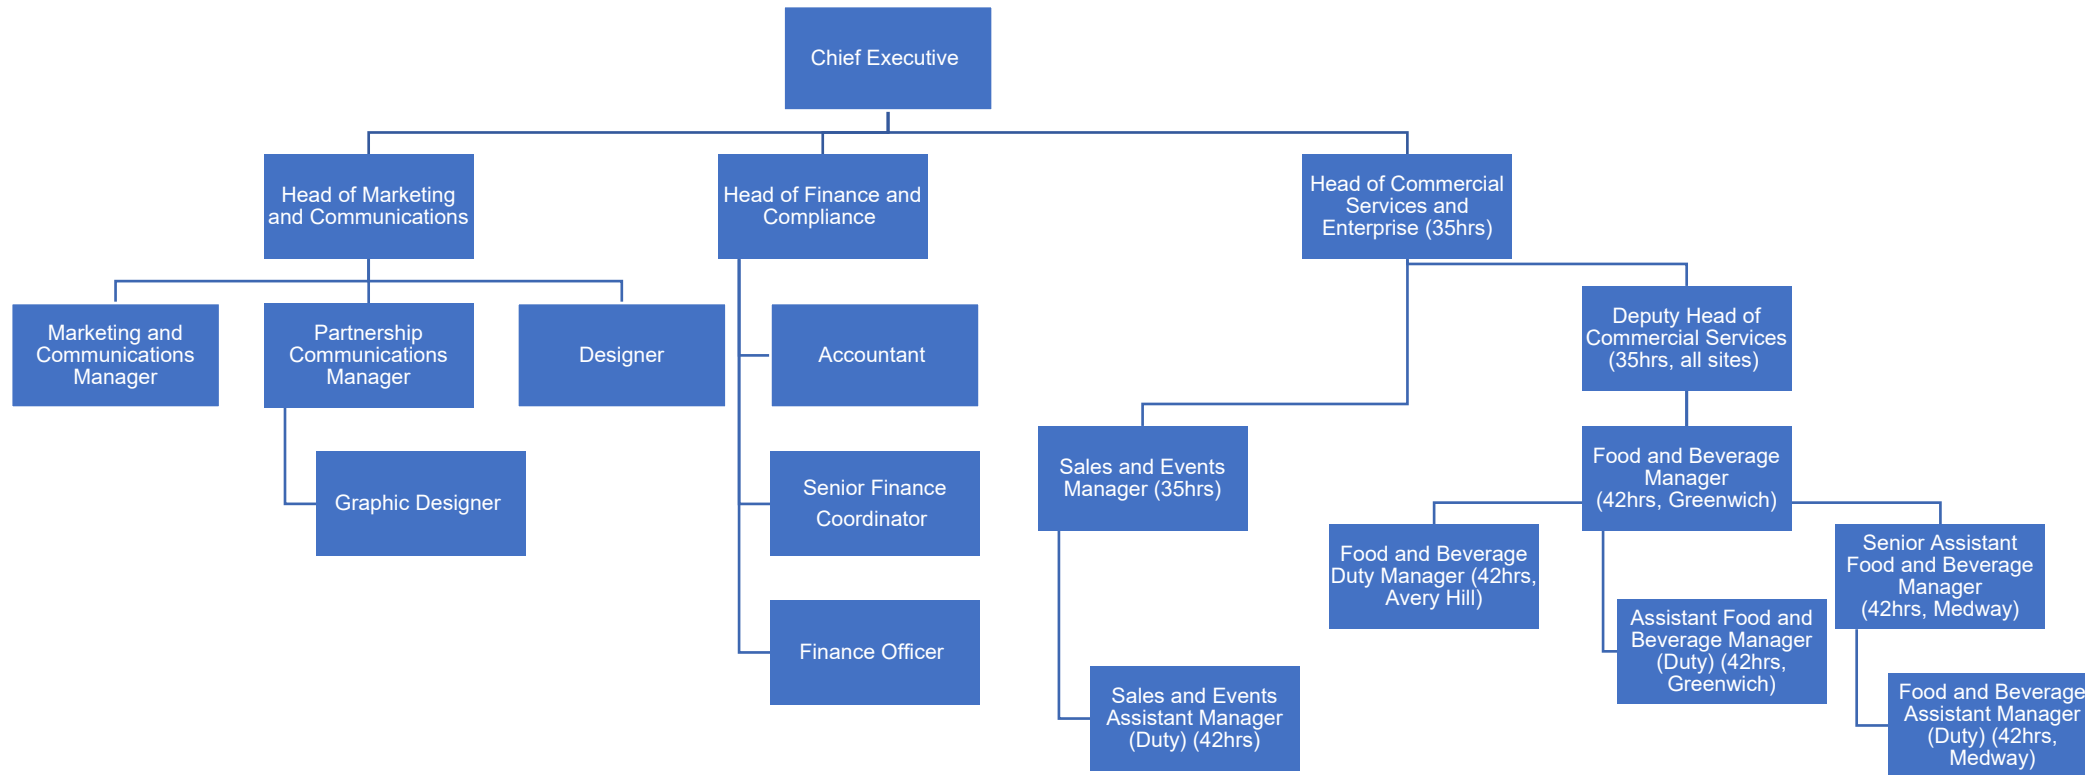 Chief Executive
Head of Marketing
and Communications
Head of Finance and
Compliance
Head of Commercial
Services and
Enterprise (35hrs)
Marketing and
Communications
Manager
Partnership
Communications
Manager
Designer
Accountant
Deputy Head of
Commercial Services
(35hrs, all sites)
Graphic Designer
Senior Finance
Coordinator
Sales and Events
Manager (35hrs)
Food and Beverage
Manager
(42hrs, Greenwich)
Food and Beverage
Duty Manager (42hrs,
Avery Hill)
Senior Assistant
Food and Beverage
Manager
(42hrs, Medway)
Finance Officer
Assistant Food and
Beverage Manager
(Duty) (42hrs,
Greenwich)
Sales and Events
Assistant Manager
(Duty) (42hrs)
Food and Beverage
Assistant Manager
(Duty) (42hrs,
Medway)